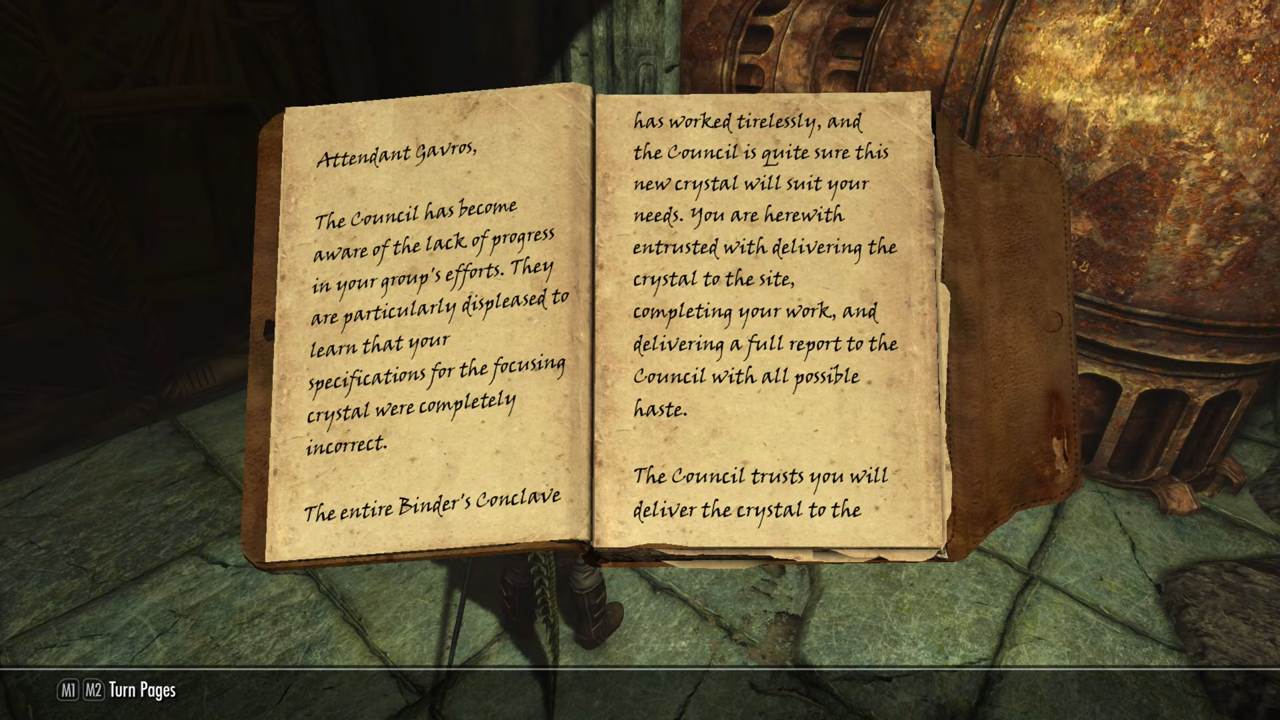 Attendant Gavros,
The Council has become
aware of the lack of progress
in your group's efforts. They
are particularly displeased to
learn that your
specifications for the focusing
crystal were completely
incorrect.
The entire Binder's Conclave
has worked tirelessly, and
the Council is quite sure this
new crystal will suit your
needs. You are herewith
entrusted with delivering the
crystal to the site,
completing your work, and
delivering a full report to the
Council with all possible
haste.
The Council trusts you will
deliver the crystal to the
M1 M2 Turn Pages